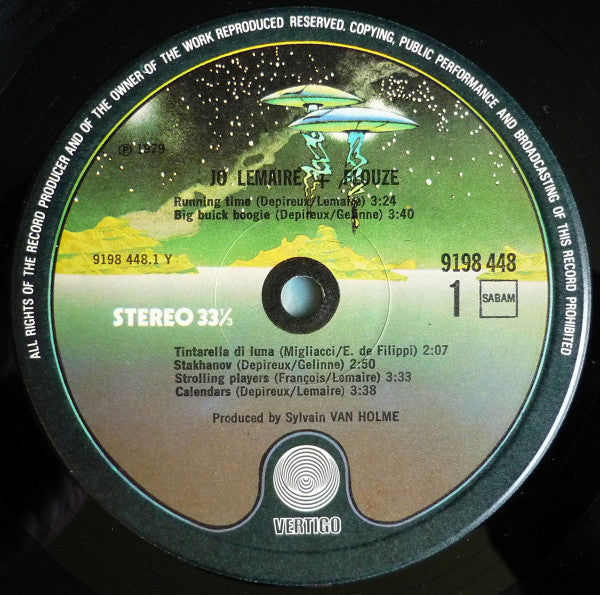 ALL RIGHTS OF THE RECORD PRODUCER AND OF THE OWNER OF THE WORK REPRODUCED RESERVED. COPYING, PUBLIC PERFORMANCE AND BROADCASTING OF THIS RECORD PROHIBITED
℗ 1979
JO LEMAIRE + FLOUZE
Running time (Depireux/Lemaire) 3:24
Big buick boogie (Depireux/Gelinne) 3:40
9198 448.1 Y
9198 448
STEREO 33⅓
1
SABAM
Tintarella di luna (Migliacci/E. de Filippi) 2:07
Stakhanov (Depireux/Gelinne) 2:50
Strolling players (François/Lemaire) 3:33
Calendars (Depireux/Lemaire) 3:38
Produced by Sylvain VAN HOLME
VERTIGO